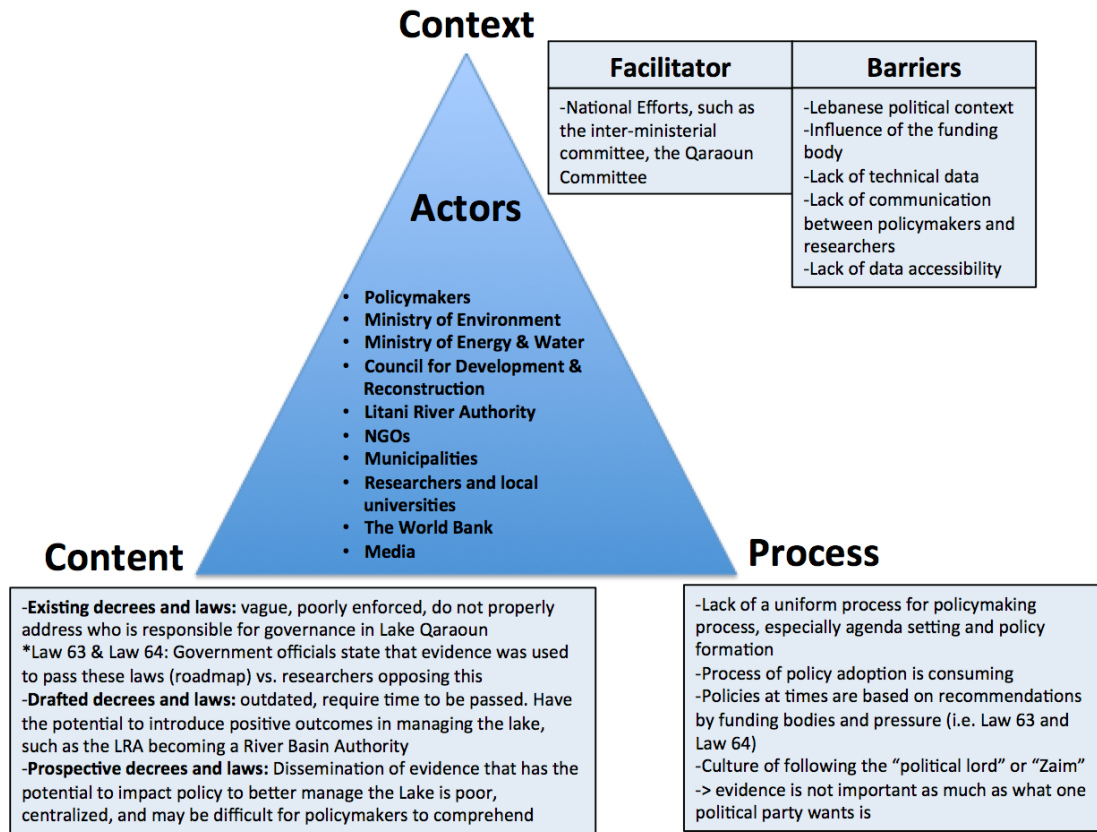 Context
Facilitator
-National Efforts, such as
the inter-ministerial
committee, the Qaraoun
Committee
Barriers
-Lebanese political context
-Influence of the funding
body
-Lack of technical data
-Lack of communication
between policymakers and
researchers
-Lack of data accessibility
Actors
• Policymakers
• Ministry of Environment
• Ministry of Energy & Water
• Council for Development &
Reconstruction
• Litani River Authority
• NGOs
• Municipalities
• Researchers and local
universities
• The World Bank
• Media
Content
-Existing decrees and laws: vague, poorly enforced, do not properly
address who is responsible for governance in Lake Qaraoun
*Law 63 & Law 64: Government officials state that evidence was used
to pass these laws (roadmap) vs. researchers opposing this
-Drafted decrees and laws: outdated, require time to be passed. Have
the potential to introduce positive outcomes in managing the lake,
such as the LRA becoming a River Basin Authority
-Prospective decrees and laws: Dissemination of evidence that has the
potential to impact policy to better manage the Lake is poor,
centralized, and may be difficult for policymakers to comprehend
Process
-Lack of a uniform process for policymaking
process, especially agenda setting and policy
formation
-Process of policy adoption is consuming
-Policies at times are based on recommendations
by funding bodies and pressure (i.e. Law 63 and
Law 64)
-Culture of following the “political lord” or “Zaim”
-> evidence is not important as much as what one
political party wants is